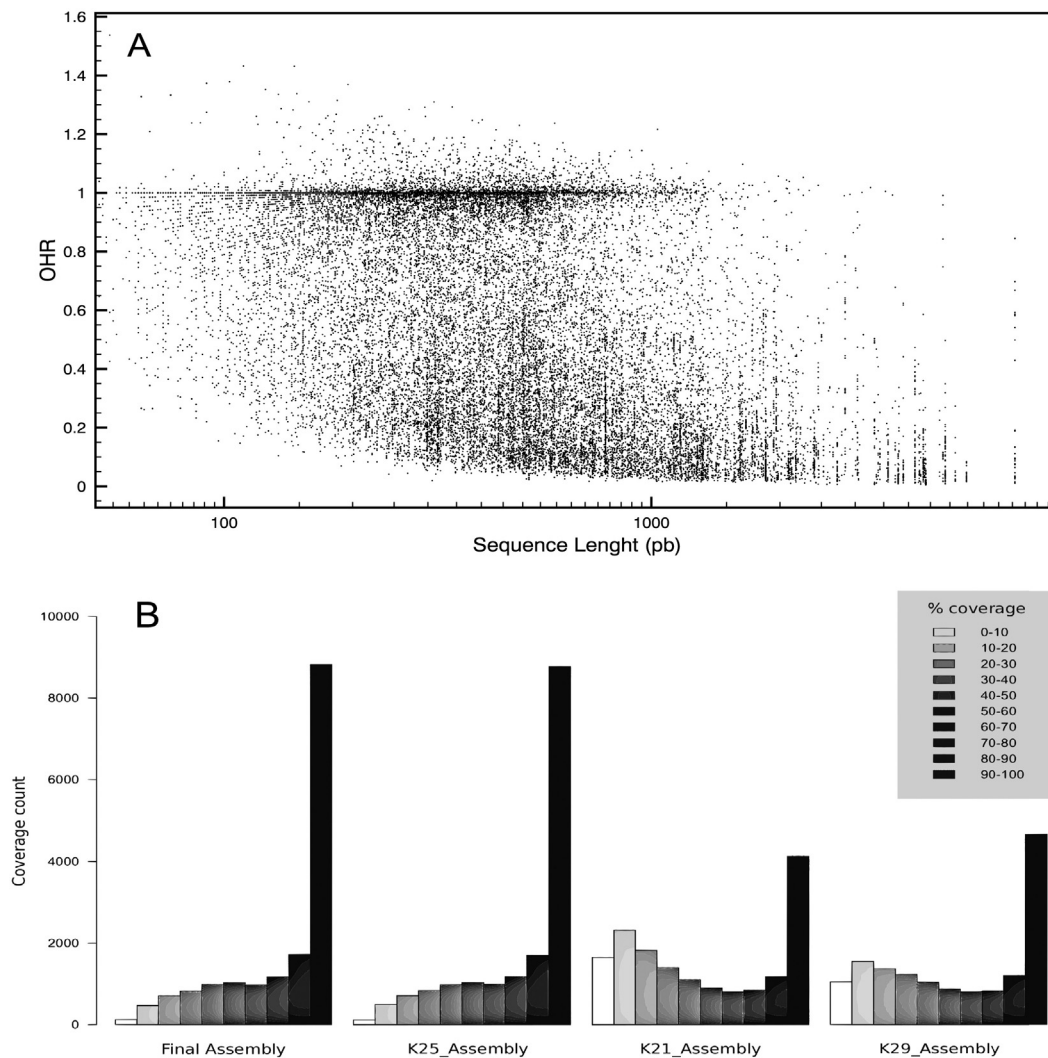 A
1.6
1.4
1.2
1
0.8
0.6
0.4
0.2
0
OHR
100
1000
Sequence Lenght (pb)
B
10000
8000
6000
4000
2000
0
Coverage count
% coverage
0-10
10-20
20-30
30-40
40-50
50-60
60-70
70-80
80-90
90-100
Final Assembly
K25_Assembly
K21_Assembly
K29_Assembly